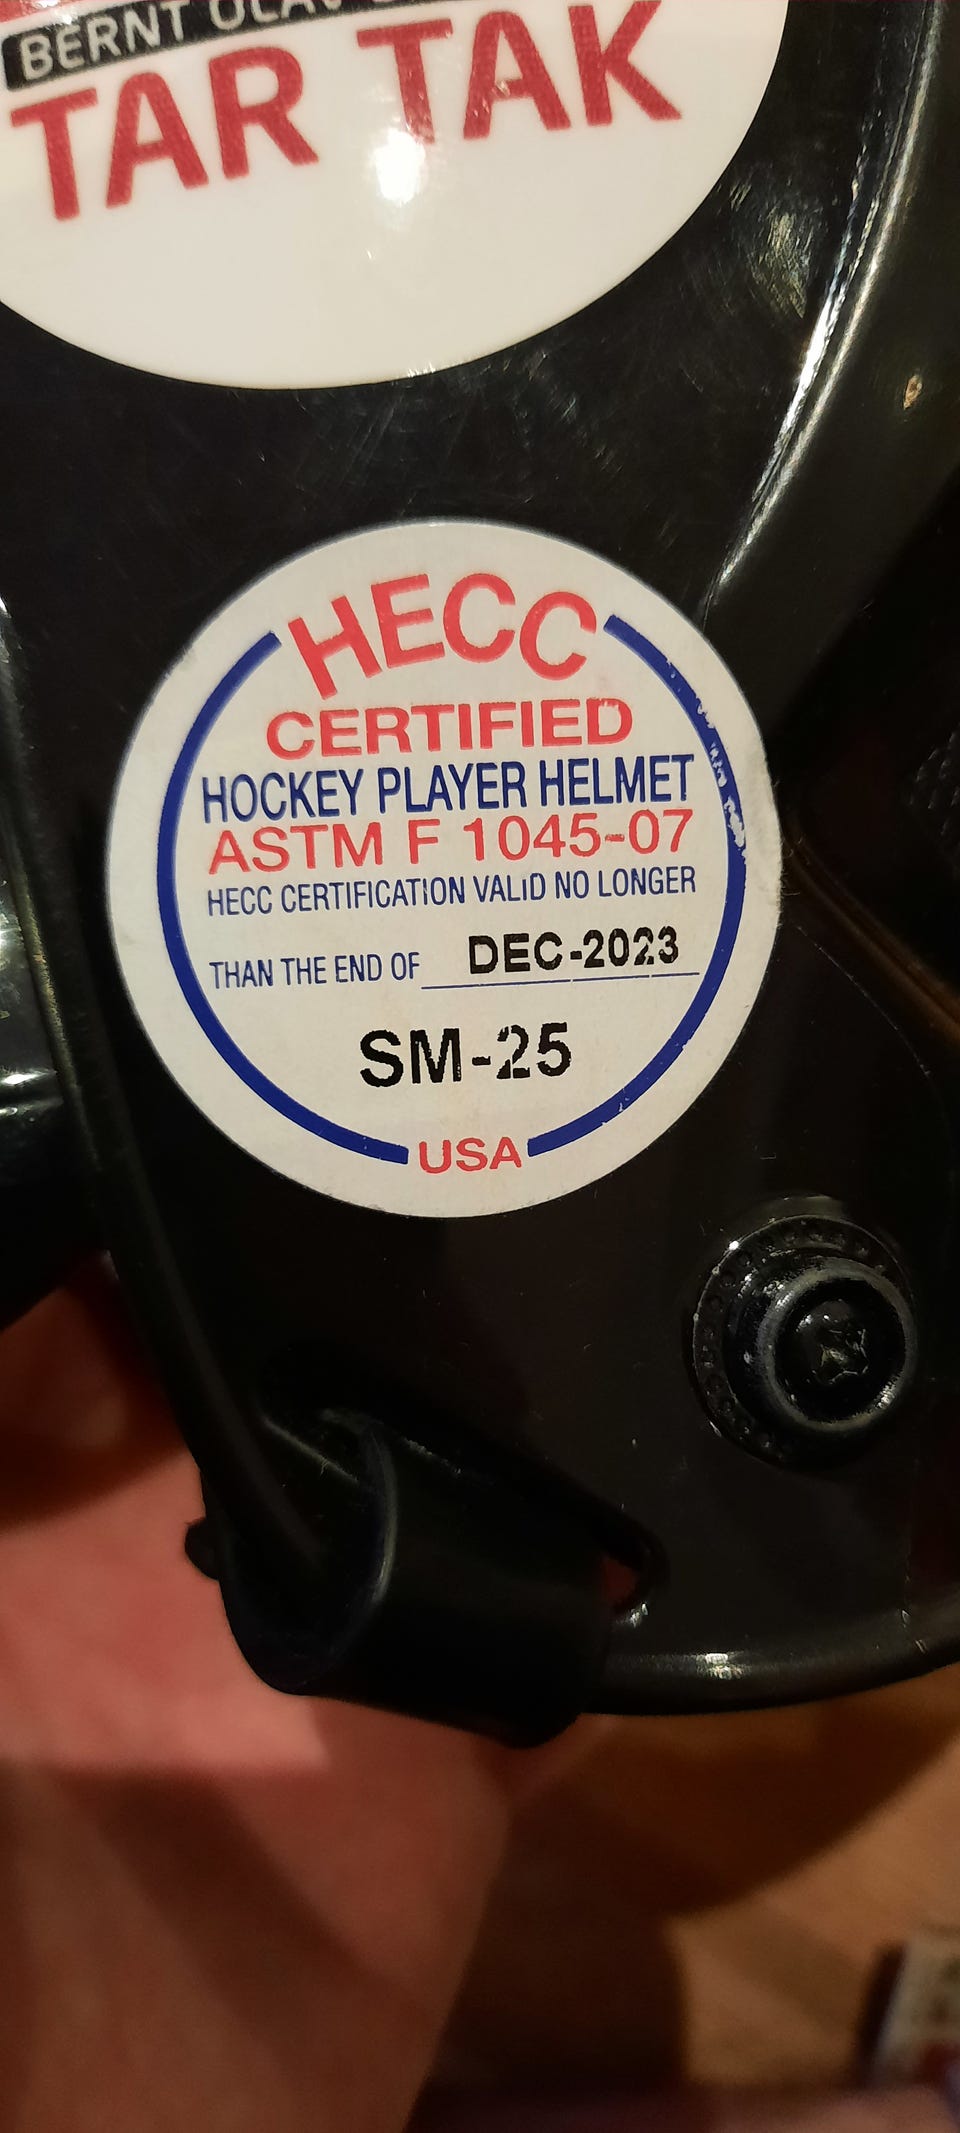 BERNT OLAV
TAR TAK
HECC
CERTIFIED
HOCKEY PLAYER HELMET
ASTM F 1045-07
HECC CERTIFICATION VALID NO LONGER
THAN THE END OF DEC-2023
SM-25
USA